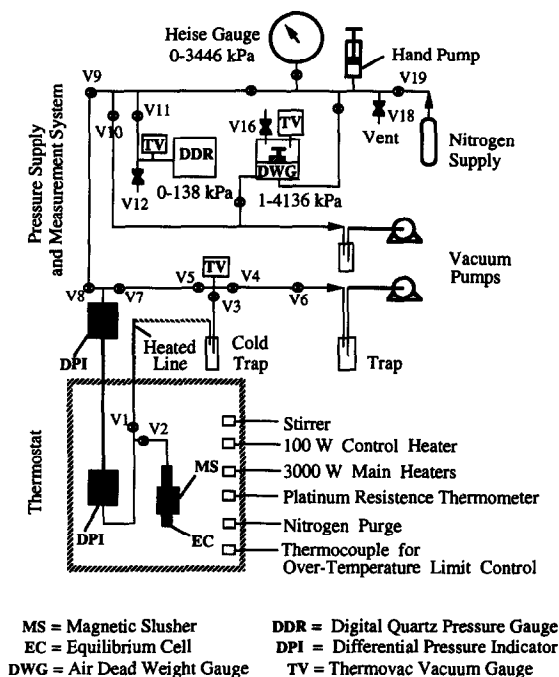 Heise Gauge
0-3446 kPa
Hand Pump
V9
V19
V10
V11
V16
TV
V18
Vent
TV
DDR
Nitrogen
Supply
DWG
V12
0-138 kPa
1-4136 kPa
Pressure Supply
and Measurement System
Vacuum
Pumps
TV
V8
V7
V5
V4
V6
V3
DPI
Heated
Line
Cold
Trap
Trap
Thermostat
V1
V2
MS
DPI
EC
Stirrer
100 W Control Heater
3000 W Main Heaters
Platinum Resistence Thermometer
Nitrogen Purge
Thermocouple for
Over-Temperature Limit Control
MS = Magnetic Slusher
EC = Equilibrium Cell
DWG = Air Dead Weight Gauge
DDR = Digital Quartz Pressure Gauge
DPI = Differential Pressure Indicator
TV = Thermovac Vacuum Gauge